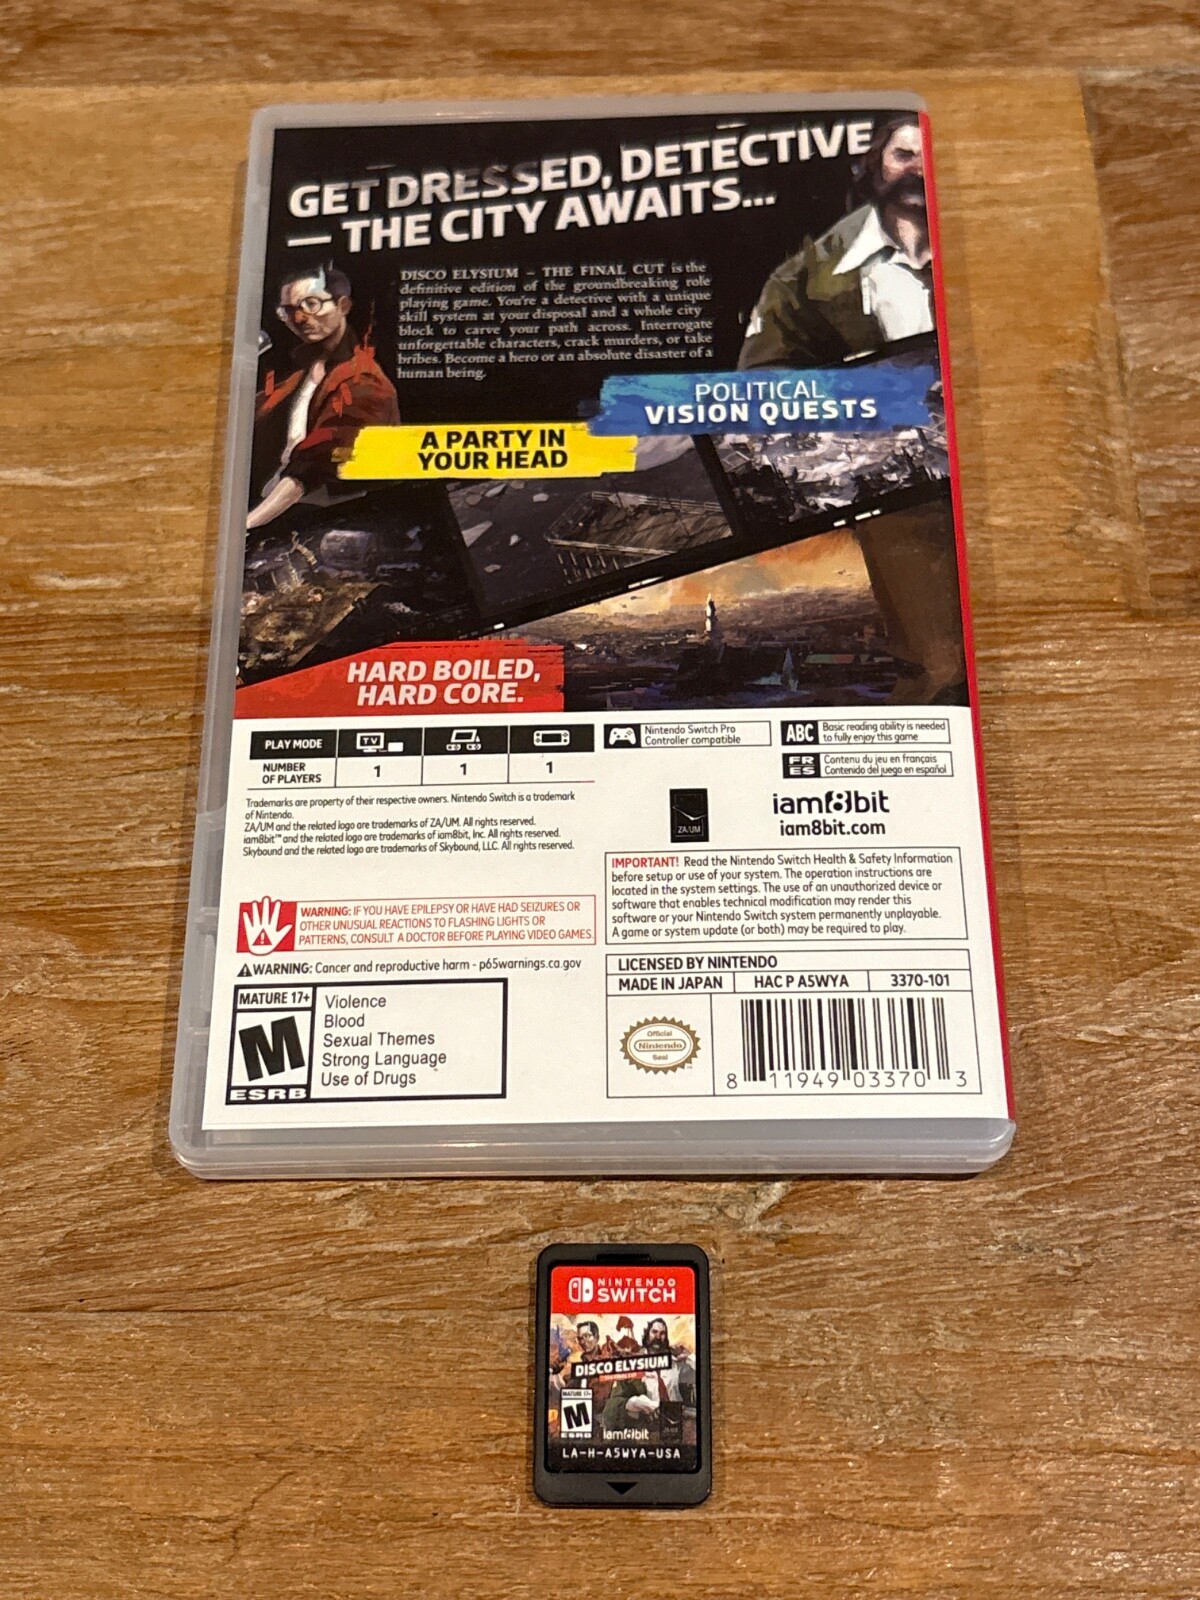 GET DRESSED, DETECTIVE
— THE CITY AWAITS...
DISCO ELYSIUM – THE FINAL CUT is the
definitive edition of the groundbreaking role
playing game. You're a detective with a unique
skill system at your disposal and a whole city
block to carve your path across. Interrogate
unforgettable characters, crack murders, or take
bribes. Become a hero or an absolute disaster of a
human being.
POLITICAL
VISION QUESTS
A PARTY IN
YOUR HEAD
HARD BOILED,
HARD CORE.
PLAY MODE
TV
NUMBER
OF PLAYERS
1
1
1
Nintendo Switch Pro
Controller compatible
ABC
Basic reading ability is needed
to fully enjoy this game
FR
ES
Contenu du jeu en français
Contenido del juego en español
Trademarks are property of their respective owners. Nintendo Switch is a trademark
of Nintendo.
ZA/UM and the related logo are trademarks of ZA/UM. All rights reserved.
iam8bit™ and the related logo are trademarks of iam8bit, Inc. All rights reserved.
Skybound and the related logo are trademarks of Skybound, LLC. All rights reserved.
ZA/UM
iam8bit
iam8bit.com
IMPORTANT! Read the Nintendo Switch Health & Safety Information
before setup or use of your system. The operation instructions are
located in the system settings. The use of an unauthorized device or
software that enables technical modification may render this
software or your Nintendo Switch system permanently unplayable.
A game or system update (or both) may be required to play.
WARNING: IF YOU HAVE EPILEPSY OR HAVE HAD SEIZURES OR
OTHER UNUSUAL REACTIONS TO FLASHING LIGHTS OR
PATTERNS, CONSULT A DOCTOR BEFORE PLAYING VIDEO GAMES.
WARNING: Cancer and reproductive harm - p65warnings.ca.gov
MATURE 17+
M
ESRB
Violence
Blood
Sexual Themes
Strong Language
Use of Drugs
LICENSED BY NINTENDO
MADE IN JAPAN
HAC P A5WYA
3370-101
Official
Nintendo
Seal
8 11949 03370 3
NINTENDO
SWITCH
DISCO ELYSIUM
THE FINAL CUT
MATURE 17+
M
ESRB
iam8bit
LA-H-A5WYA-USA